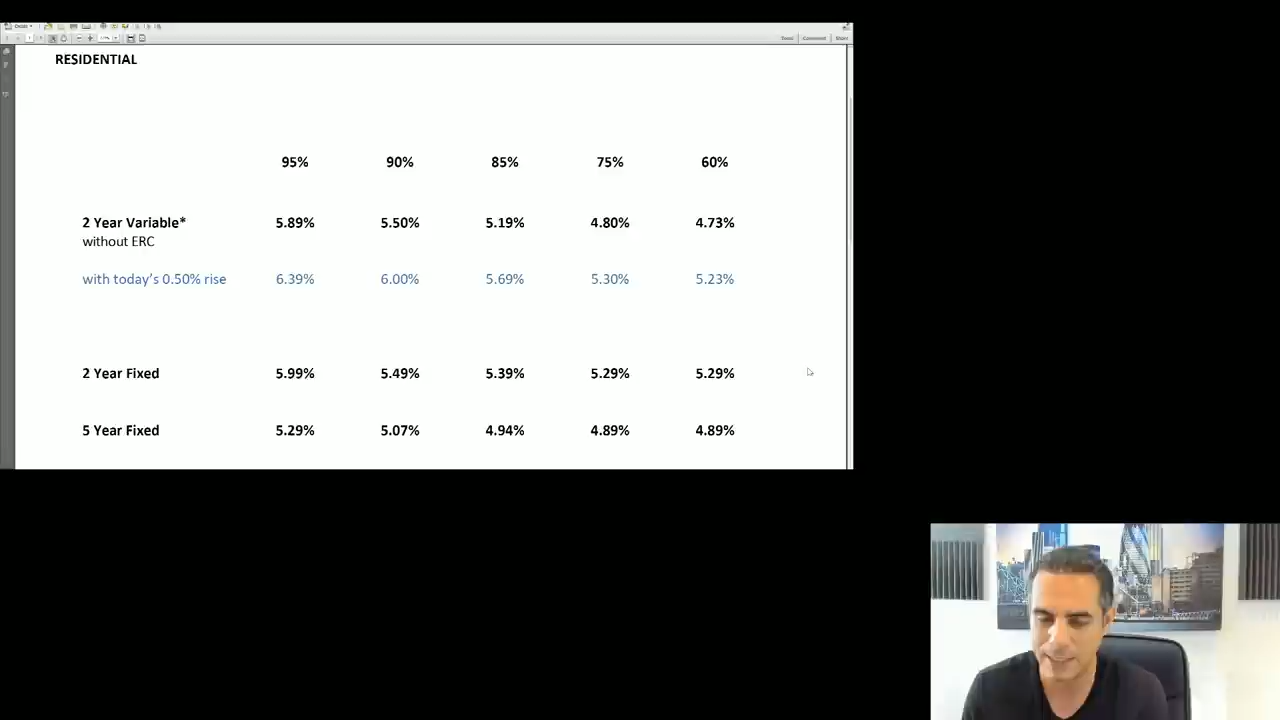 RESIDENTIAL
95% 90% 85% 75% 60%
2 Year Variable* 5.89% 5.50% 5.19% 4.80% 4.73%
without ERC
with today's 0.50% rise 6.39% 6.00% 5.69% 5.30% 5.23%
2 Year Fixed 5.99% 5.49% 5.39% 5.29% 5.29%
5 Year Fixed 5.29% 5.07% 4.94% 4.89% 4.89%